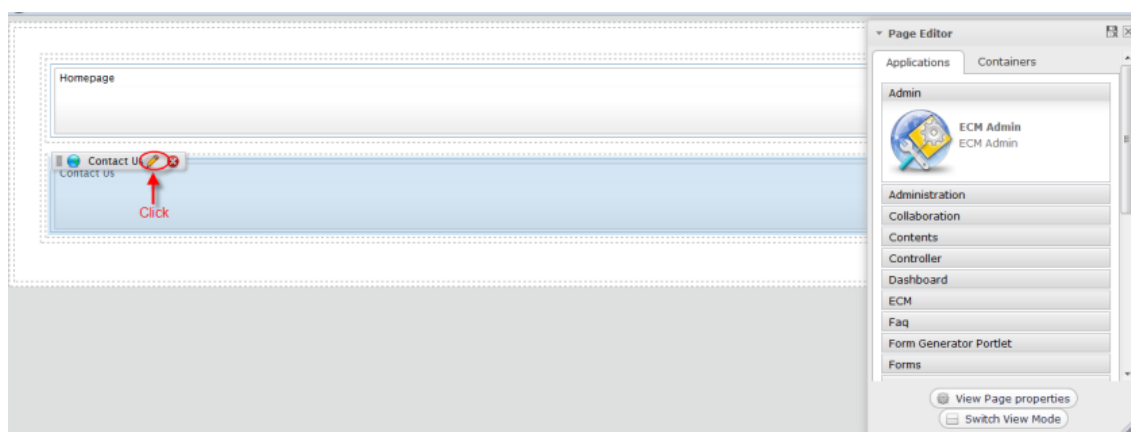 Page Editor
Applications
Containers
Homepage
Admin
ECM Admin
ECM Admin
Contact U
Contact Us
Click
Administration
Collaboration
Contents
Controller
Dashboard
ECM
Faq
Form Generator Portlet
Forms
View Page properties
Switch View Mode